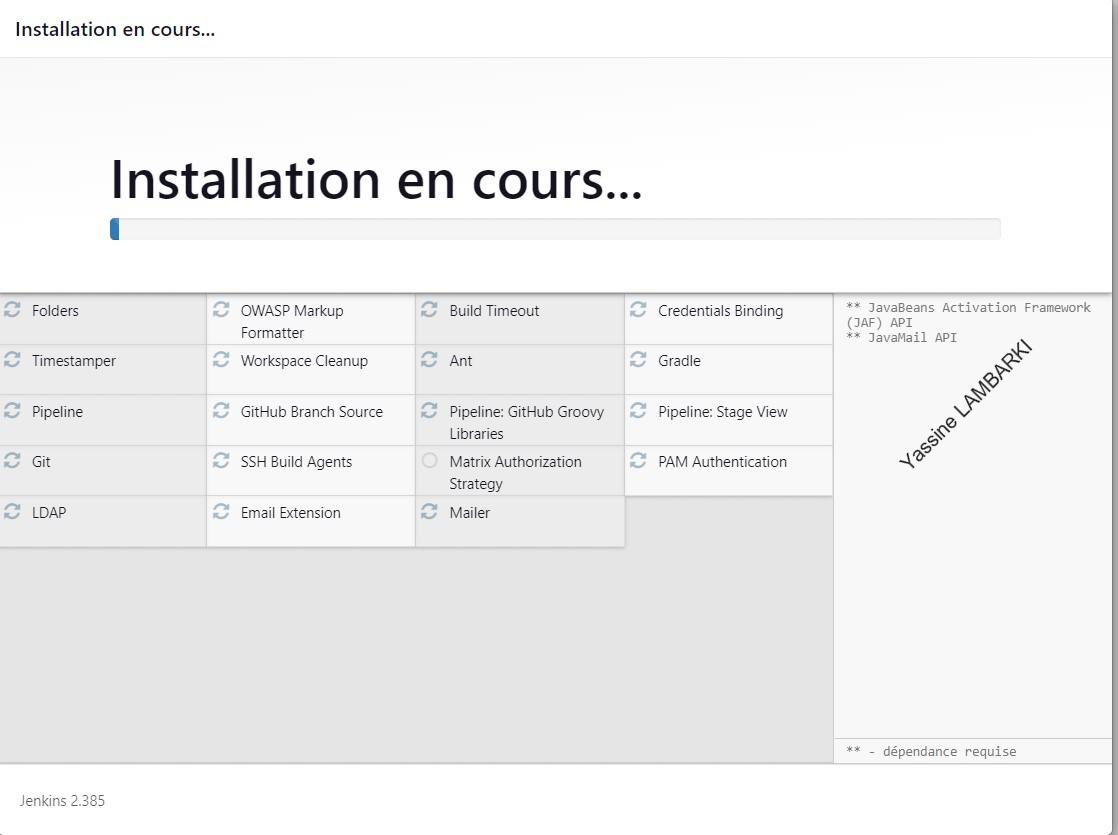 Installation en cours...
Installation en cours...
Folders
OWASP Markup
Formatter
Build Timeout
Credentials Binding
Timestamper
Workspace Cleanup
Ant
Gradle
Pipeline
GitHub Branch Source
Pipeline: GitHub Groovy
Libraries
Pipeline: Stage View
Git
SSH Build Agents
Matrix Authorization
Strategy
PAM Authentication
LDAP
Email Extension
Mailer
** JavaBeans Activation Framework
(JAF) API
** JavaMail API
Yassine LAMBARKI
** - dépendance requise
Jenkins 2.385